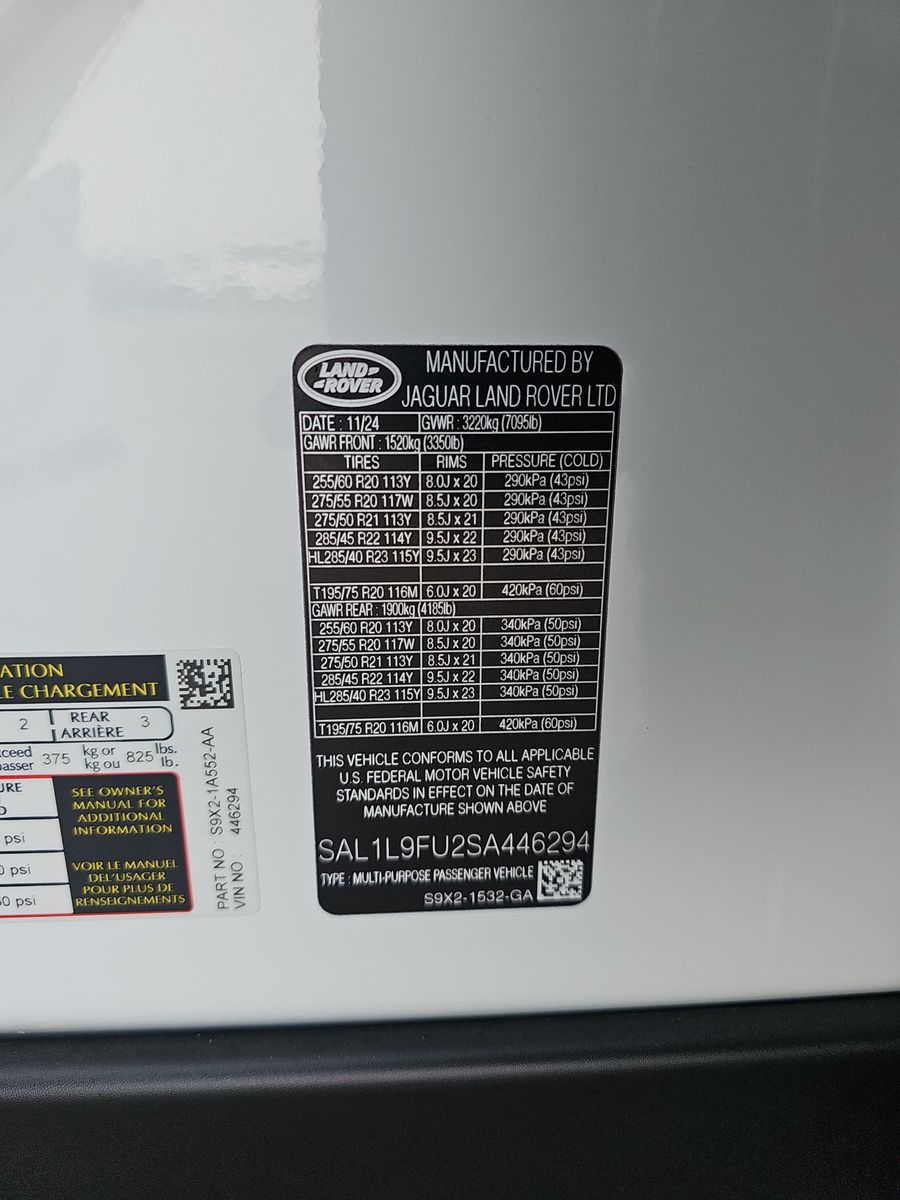 LAND-
-ROVER
MANUFACTURED BY
JAGUAR LAND ROVER LTD
DATE : 11/24 GVWR : 3220kg (7095lb)
GAWR FRONT : 1520kg (3350lb)
TIRES RIMS PRESSURE (COLD)
255/60 R20 113Y 8.0J x 20 290kPa (43psi)
275/55 R20 117W 8.5J x 20 290kPa (43psi)
275/50 R21 113Y 8.5J x 21 290kPa (43psi)
285/45 R22 114Y 9.5J x 22 290kPa (43psi)
HL285/40 R23 115Y 9.5J x 23 290kPa (43psi)
T195/75 R20 116M 6.0J x 20 420kPa (60psi)
GAWR REAR : 1900kg (4185lb)
255/60 R20 113Y 8.0J x 20 340kPa (50psi)
275/55 R20 117W 8.5J x 20 340kPa (50psi)
275/50 R21 113Y 8.5J x 21 340kPa (50psi)
285/45 R22 114Y 9.5J x 22 340kPa (50psi)
HL285/40 R23 115Y 9.5J x 23 340kPa (50psi)
T195/75 R20 116M 6.0J x 20 420kPa (60psi)
THIS VEHICLE CONFORMS TO ALL APPLICABLE
U.S. FEDERAL MOTOR VEHICLE SAFETY
STANDARDS IN EFFECT ON THE DATE OF
MANUFACTURE SHOWN ABOVE
SAL1L9FU2SA446294
TYPE : MULTI-PURPOSE PASSENGER VEHICLE
S9X2-1532-GA
ATION
E CHARGEMENT
2 REAR 3
ARRIÈRE
xceed 375 kg or 825 lbs.
passer kg ou lb.
URE
D
psi
0 psi
60 psi
SEE OWNER'S
MANUAL FOR
ADDITIONAL
INFORMATION
VOIR LE MANUEL
DE L'USAGER
POUR PLUS DE
RENSEIGNEMENTS
PART NO : S9X2-1A552-AA
VIN NO : 446294